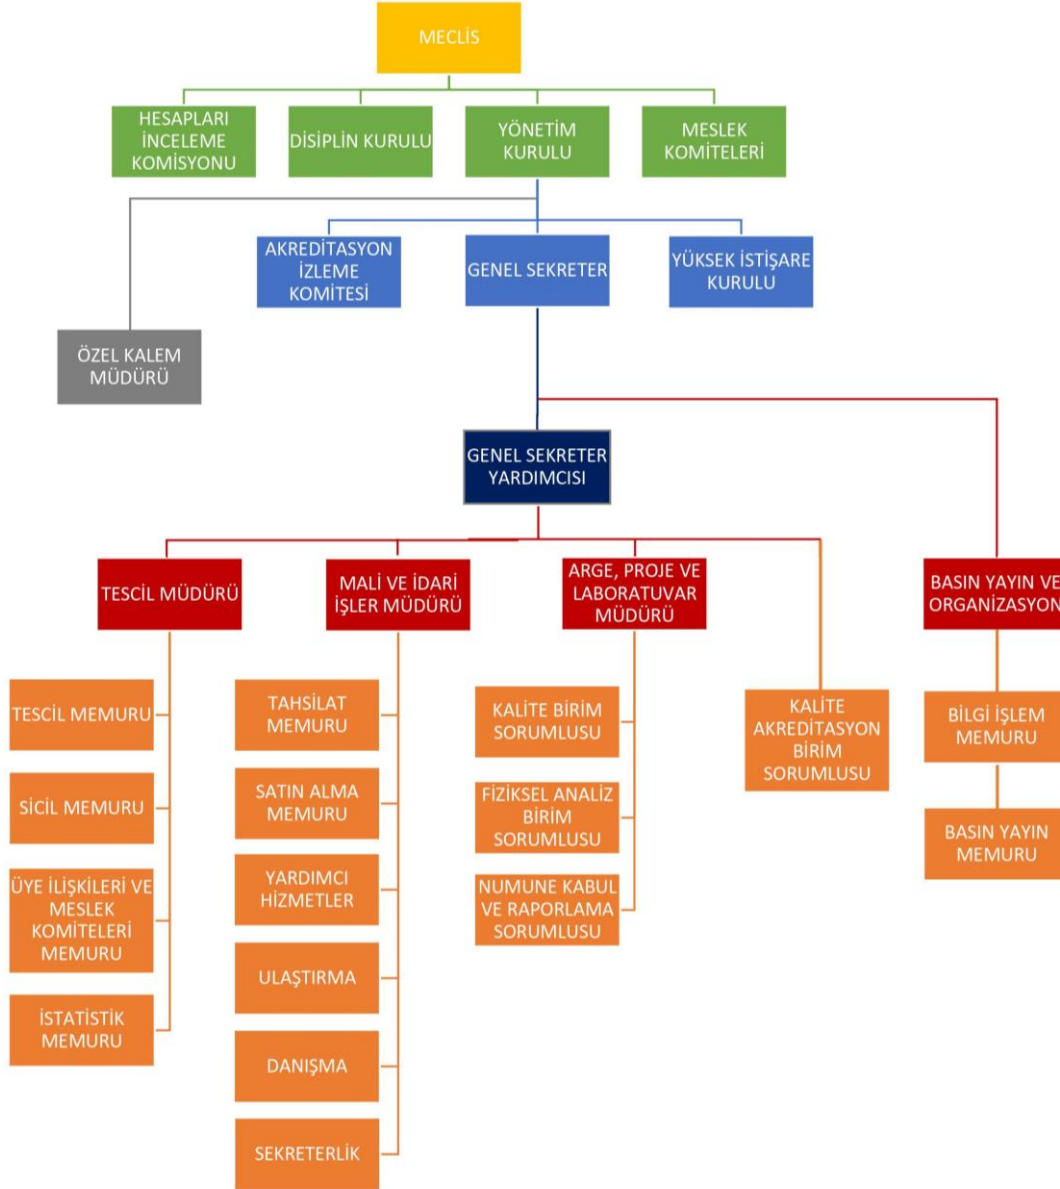 MECLİS
HESAPLARI
İNCELEME
KOMİSYONU
DİSİPLİN KURULU
YÖNETİM
KURULU
MESLEK
KOMİTELERİ
AKREDİTASYON
İZLEME
KOMİTESİ
GENEL SEKRETER
YÜKSEK İSTİŞARE
KURULU
ÖZEL KALEM
MÜDÜRÜ
GENEL SEKRETER
YARDIMCISI
TESCİL MÜDÜRÜ
MALİ VE İDARİ
İŞLER MÜDÜRÜ
ARGE, PROJE VE
LABORATUVAR
MÜDÜRÜ
BASIN YAYIN VE
ORGANİZASYON
TESCİL MEMURU
SİCİL MEMURU
ÜYE İLİŞKİLERİ VE
MESLEK
KOMİTELERİ
MEMURU
İSTATİSTİK
MEMURU
TAHSİLAT
MEMURU
SATIN ALMA
MEMURU
YARDIMCI
HİZMETLER
ULAŞTIRMA
DANIŞMA
SEKRETERLİK
KALİTE BİRİM
SORUMLUSU
FİZİKSEL ANALİZ
BİRİM
SORUMLUSU
NUMUNE KABUL
VE RAPORLAMA
SORUMLUSU
KALİTE
AKREDİTASYON
BİRİM
SORUMLUSU
BİLGİ İŞLEM
MEMURU
BASIN YAYIN
MEMURU